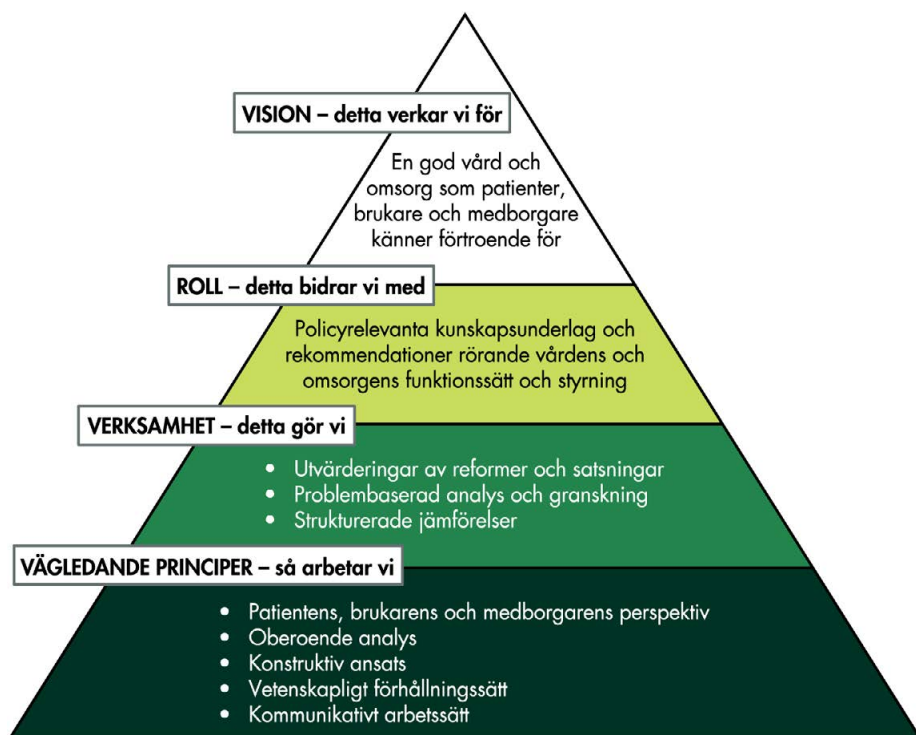 VISION – detta verkar vi för
En god vård och
omsorg som patienter,
brukare och medborgare
känner förtroende för
ROLL – detta bidrar vi med
Policyrelevanta kunskapsunderlag och
rekommendationer rörande vårdens och
omsorgens funktionssätt och styrning
VERKSAMHET – detta gör vi
• Utvärderingar av reformer och satsningar
• Problembaserad analys och granskning
• Strukturerade jämförelser
VÄGLEDANDE PRINCIPER – så arbetar vi
• Patientens, brukarens och medborgarens perspektiv
• Oberoende analys
• Konstruktiv ansats
• Vetenskapligt förhållningssätt
• Kommunikativt arbetssätt